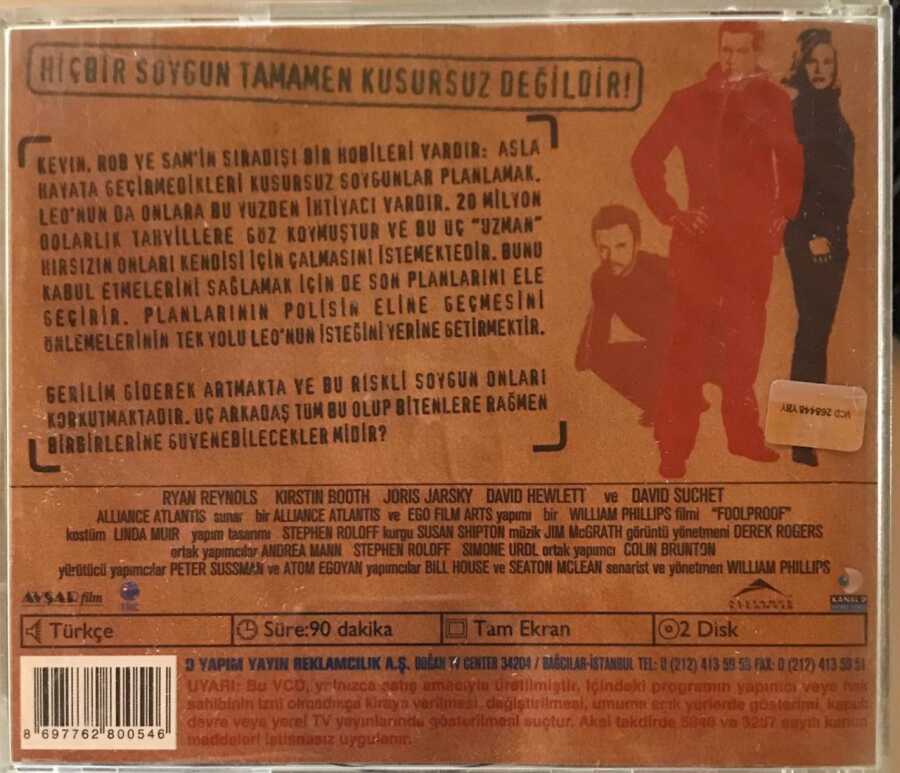 HİÇBİR SOYGUN TAMAMEN KUSURSUZ DEĞİLDİR!
KEVIN, ROB VE SAM'İN SIRADIŞI BİR HOBİLERİ VARDIR: ASLA
HAYATA GEÇİRMEDİKLERİ KUSURSUZ SOYGUNLAR PLANLAMAK.
LEO'NUN DA ONLARA BU YÜZDEN İHTİYACI VARDIR. 20 MİLYON
DOLARLIK TAHVİLLERE GÖZ KOYMUŞTUR VE BU ÜÇ "UZMAN"
HIRSIZIN ONLARI KENDİSİ İÇİN ÇALMASINI İSTEMEKTEDİR. BUNU
KABUL ETMELERİNİ SAĞLAMAK İÇİN DE SON PLANLARINI ELE
GEÇİRİR. PLANLARININ POLİSİN ELİNE GEÇMESİNİ
ÖNLEMELERİNİN TEK YOLU LEO'NUN İSTEĞİNİ YERİNE GETİRMEKTİR.
GERİLİM GİDEREK ARTMAKTA VE BU RİSKLİ SOYGUN ONLARI
KORKUTMAKTADIR. ÜÇ ARKADAŞ TÜM BU OLUP BİTENLERE RAĞMEN
BİRBİRLERİNE GÜVENEBİLECEKLER MİDİR?
VCD 268448 YBY
RYAN REYNOLS KIRSTIN BOOTH JORIS JARSKY DAVID HEWLETT ve DAVID SUCHET
ALLIANCE ATLANTIS sunar bir ALLIANCE ATLANTIS ve EGO FILM ARTS yapımı bir WILLIAM PHILLIPS filmi "FOOLPROOF"
kostüm LINDA MUIR yapım tasarımı STEPHEN ROLOFF kurgu SUSAN SHIPTON müzik JIM McGRATH görüntü yönetmeni DEREK ROGERS
ortak yapımcılar ANDREA MANN STEPHEN ROLOFF SIMONE URDL ortak yapımcı COLIN BRUNTON
yürütücü yapımcılar PETER SUSSMAN ve ATOM EGOYAN yapımcılar BILL HOUSE ve SEATON MCLEAN senarist ve yönetmen WILLIAM PHILLIPS
AVŞAR film
KANAL D
Türkçe Süre:90 dakika Tam Ekran 2 Disk
D YAPIM YAYIN REKLAMCILIK A.Ş. DOĞAN TV CENTER 34204 / BAĞCILAR-İSTANBUL TEL: 0 (212) 413 59 53 FAX: 0 (212) 413 59 51
UYARI: Bu VCD, yalnızca satış amacıyla üretilmiştir, içindeki programın yapımcı veya hak
sahibinin izni olmadıkça kiraya verilmesi, değiştirilmesi, umuma açık yerlerde gösterimi, kapalı
devre veya yerel TV yayınlarında gösterilmesi suçtur. Aksi takdirde 5846 ve 3257 sayılı kanun
maddeleri istisnasız uygulanır.
8 697762 800546